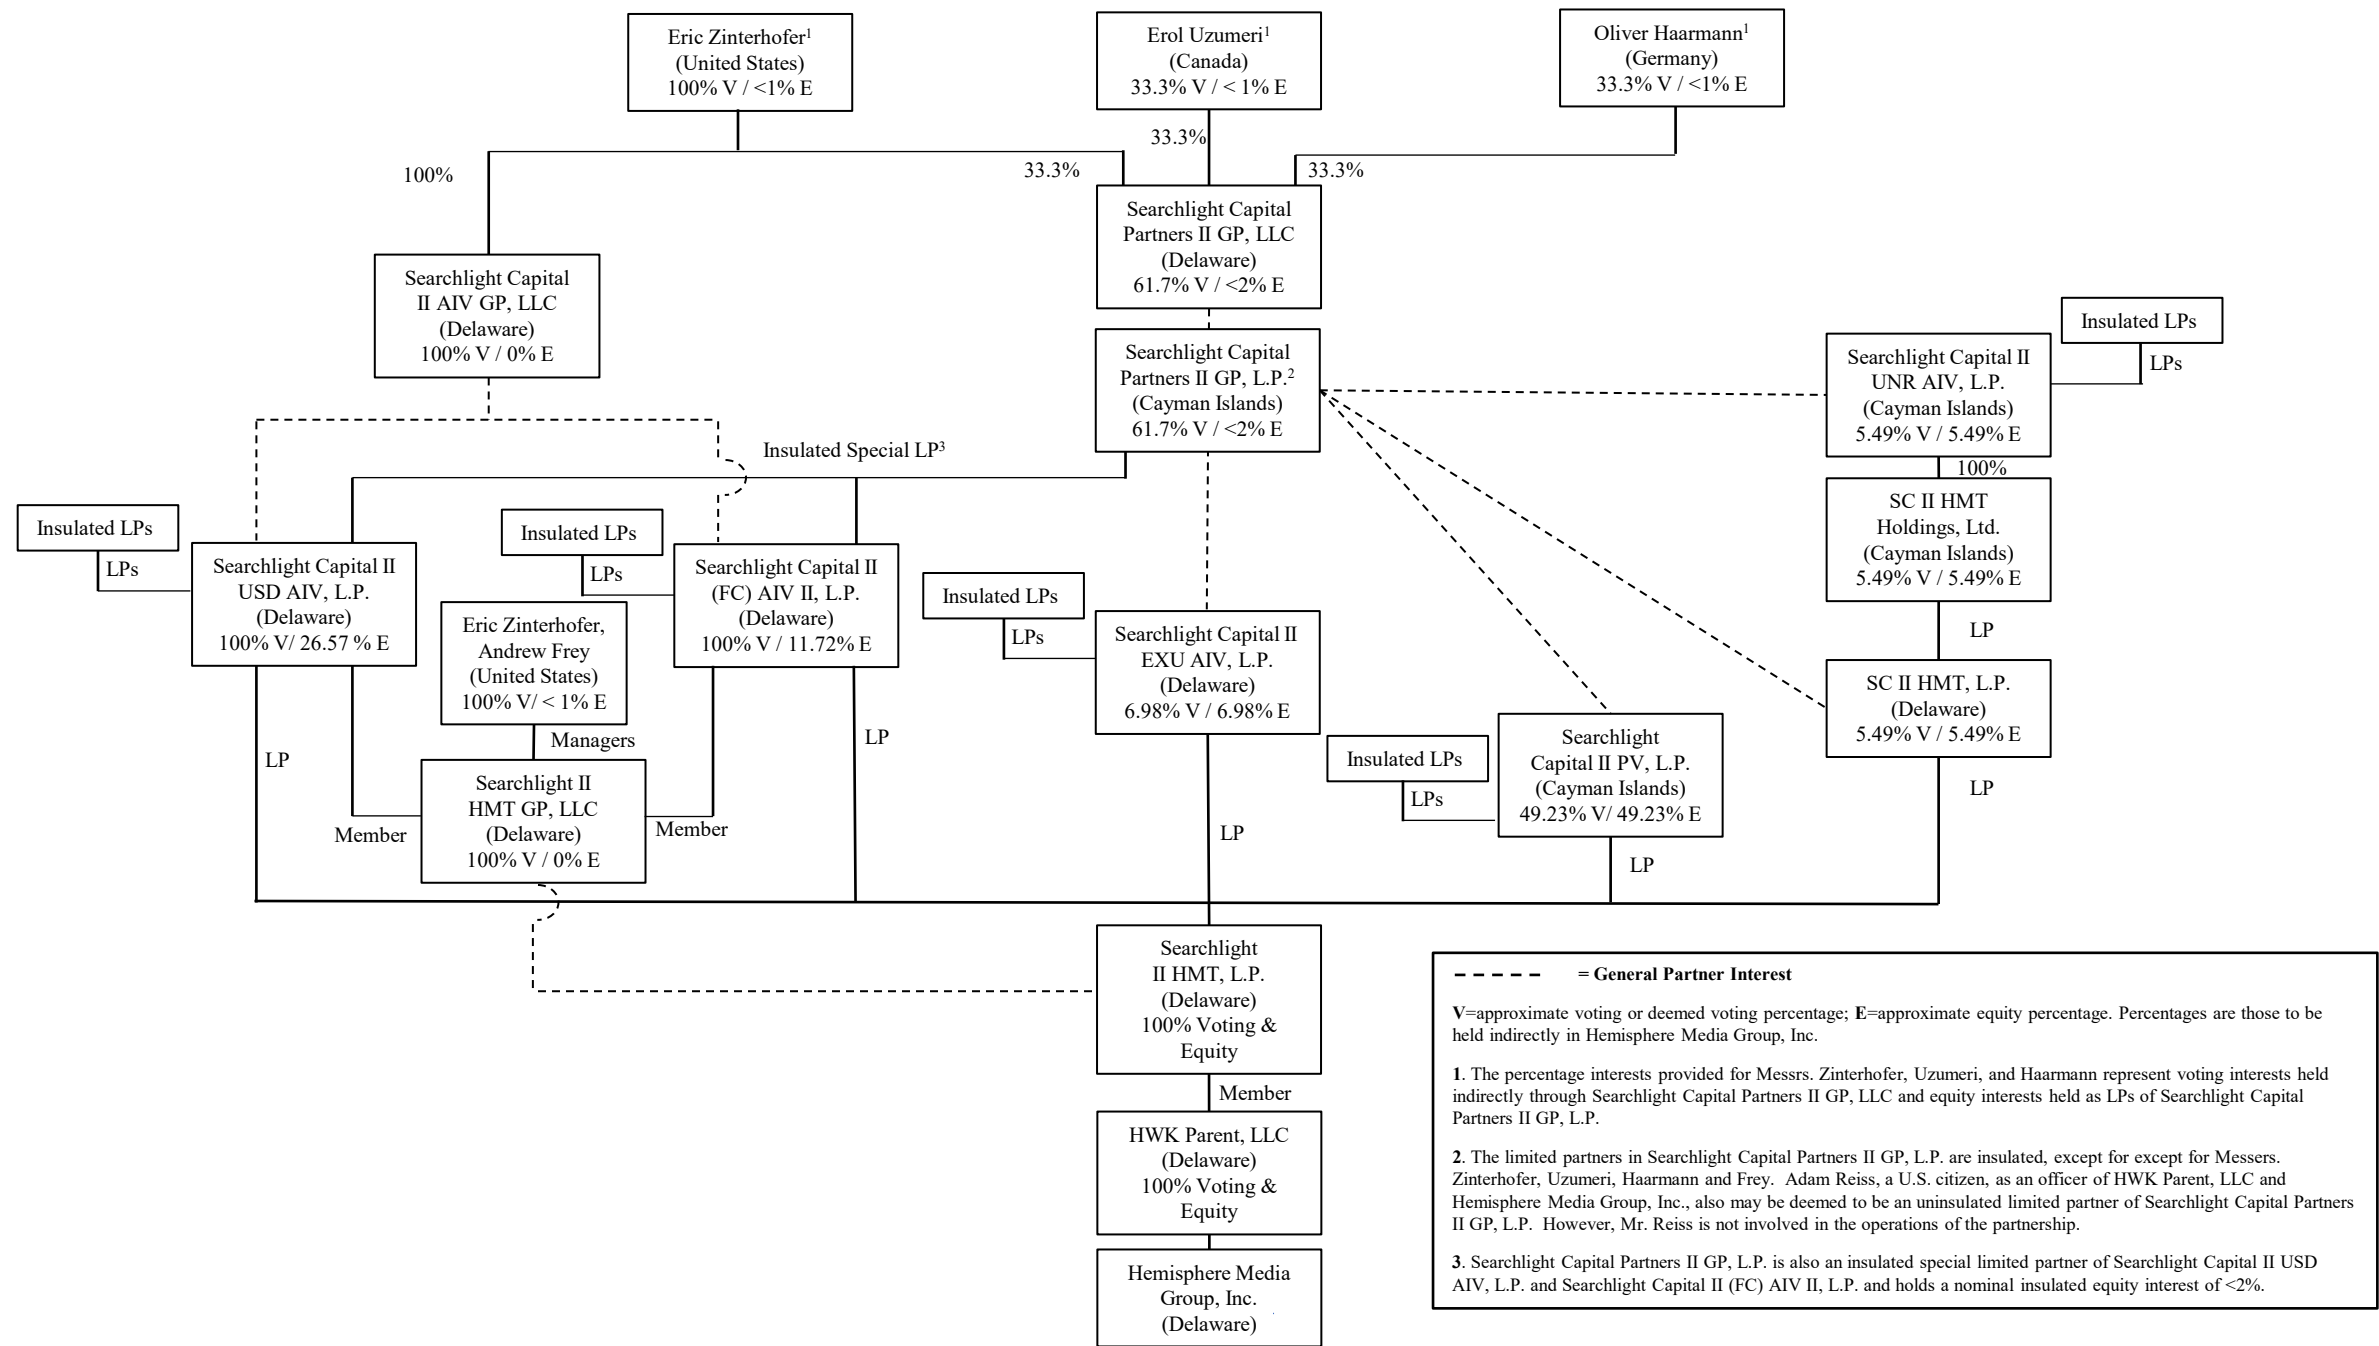 Eric Zinterhofer1
(United States)
100% V / <1% E
Erol Uzumeri1
(Canada)
33.3% V / < 1% E
Oliver Haarmann1
(Germany)
33.3% V / <1% E
100%
33.3%
33.3%
33.3%
Searchlight Capital
Partners II GP, LLC
(Delaware)
61.7% V / <2% E
Searchlight Capital
II AIV GP, LLC
(Delaware)
100% V / 0% E
Searchlight Capital
Partners II GP, L.P.2
(Cayman Islands)
61.7% V / <2% E
Insulated LPs
LPs
Searchlight Capital II
UNR AIV, L.P.
(Cayman Islands)
5.49% V / 5.49% E
100%
SC II HMT
Holdings, Ltd.
(Cayman Islands)
5.49% V / 5.49% E
LP
SC II HMT, L.P.
(Delaware)
5.49% V / 5.49% E
LP
Insulated Special LP3
Insulated LPs
LPs
Searchlight Capital II
USD AIV, L.P.
(Delaware)
100% V/ 26.57 % E
Insulated LPs
LPs
Searchlight Capital II
(FC) AIV II, L.P.
(Delaware)
100% V / 11.72% E
Eric Zinterhofer,
Andrew Frey
(United States)
100% V/ < 1% E
Managers
Insulated LPs
LPs
Searchlight Capital II
EXU AIV, L.P.
(Delaware)
6.98% V / 6.98% E
Insulated LPs
LPs
Searchlight
Capital II PV, L.P.
(Cayman Islands)
49.23% V/ 49.23% E
LP
LP
LP
LP
Member
Searchlight II
HMT GP, LLC
(Delaware)
100% V / 0% E
Member
Searchlight
II HMT, L.P.
(Delaware)
100% Voting &
Equity
Member
HWK Parent, LLC
(Delaware)
100% Voting &
Equity
Hemisphere Media
Group, Inc.
(Delaware)
= General Partner Interest
V=approximate voting or deemed voting percentage; E=approximate equity percentage. Percentages are those to be
held indirectly in Hemisphere Media Group, Inc.
1. The percentage interests provided for Messrs. Zinterhofer, Uzumeri, and Haarmann represent voting interests held
indirectly through Searchlight Capital Partners II GP, LLC and equity interests held as LPs of Searchlight Capital
Partners II GP, L.P.
2. The limited partners in Searchlight Capital Partners II GP, L.P. are insulated, except for except for Messers.
Zinterhofer, Uzumeri, Haarmann and Frey. Adam Reiss, a U.S. citizen, as an officer of HWK Parent, LLC and
Hemisphere Media Group, Inc., also may be deemed to be an uninsulated limited partner of Searchlight Capital Partners
II GP, L.P. However, Mr. Reiss is not involved in the operations of the partnership.
3. Searchlight Capital Partners II GP, L.P. is also an insulated special limited partner of Searchlight Capital II USD
AIV, L.P. and Searchlight Capital II (FC) AIV II, L.P. and holds a nominal insulated equity interest of <2%.